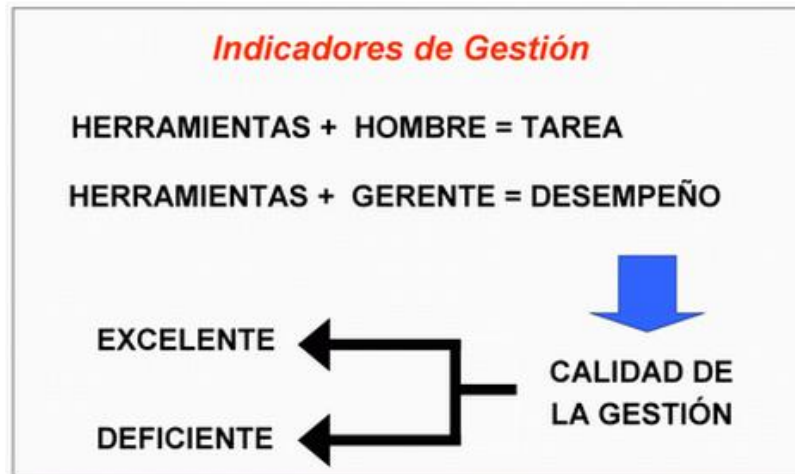 Indicadores de Gestión
HERRAMIENTAS + HOMBRE = TAREA
HERRAMIENTAS + GERENTE = DESEMPEÑO
EXCELENTE
DEFICIENTE
CALIDAD DE
LA GESTIÓN